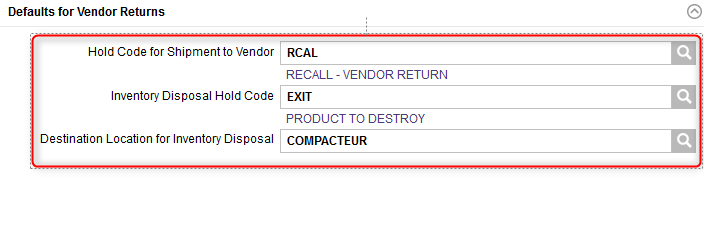 Defaults for Vendor Returns
Hold Code for Shipment to Vendor RCAL
RECALL - VENDOR RETURN
Inventory Disposal Hold Code EXIT
PRODUCT TO DESTROY
Destination Location for Inventory Disposal COMPACTEUR